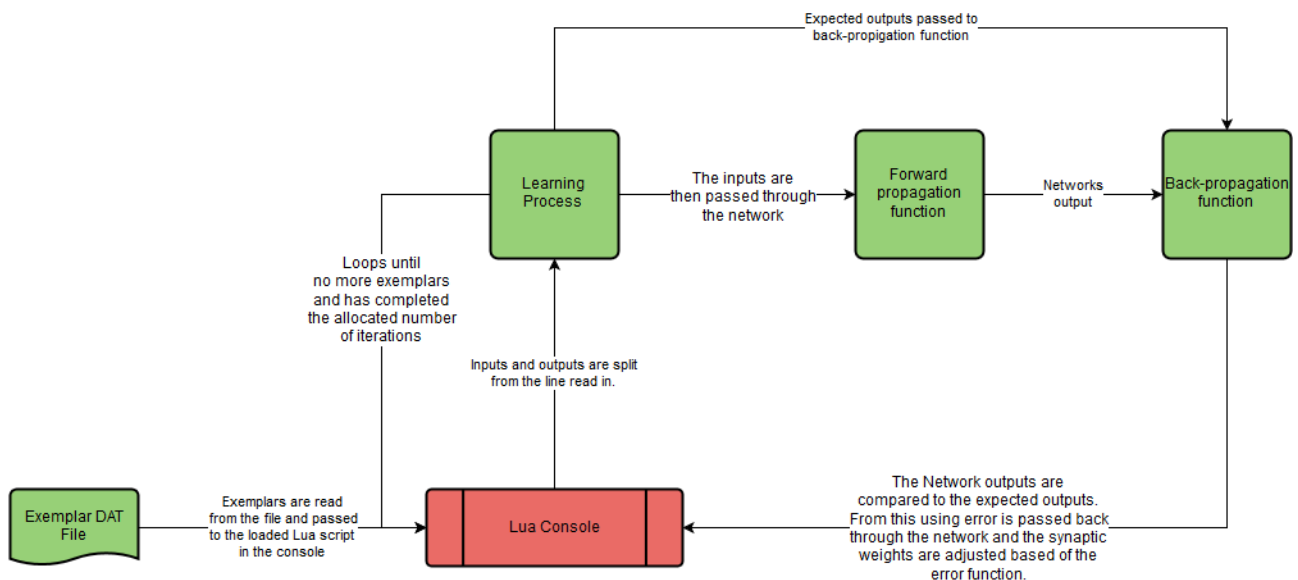 Expected outputs passed to
back-propigation function
Learning
Process
The inputs are
then passed through
the network
Forward
propagation
function
Networks
output
Back-propagation
function
Loops until
no more exemplars
and has completed
the allocated number
of iterations
Inputs and outputs are split
from the line read in.
Exemplar DAT
File
Exemplars are read
from the file and passed
to the loaded Lua script
in the console
Lua Console
The Network outputs are
compared to the expected outputs.
From this using error is passed back
through the network and the synaptic
weights are adjusted based of the
error function.